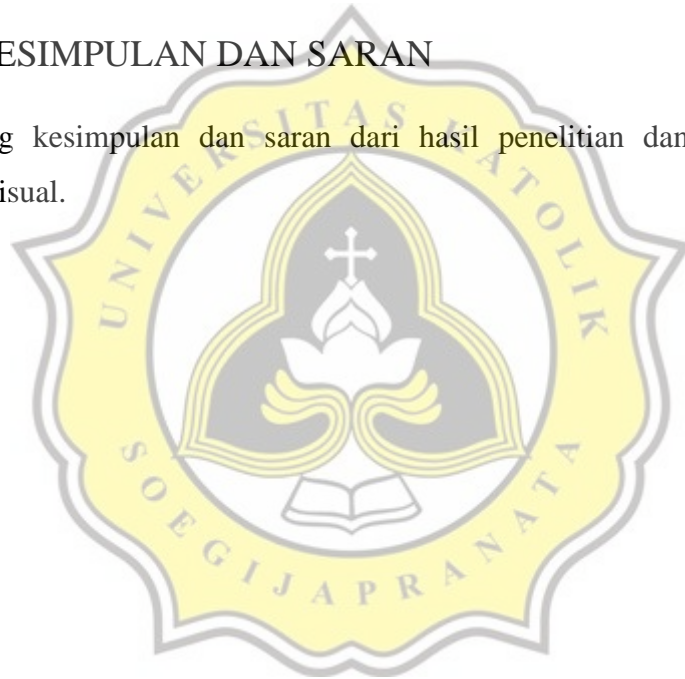 ESIMPULAN DAN SARAN
g kesimpulan dan saran dari hasil penelitian dan
isual.
UNIVERSITAS KATOLIK
SOEGIJAPRANATA